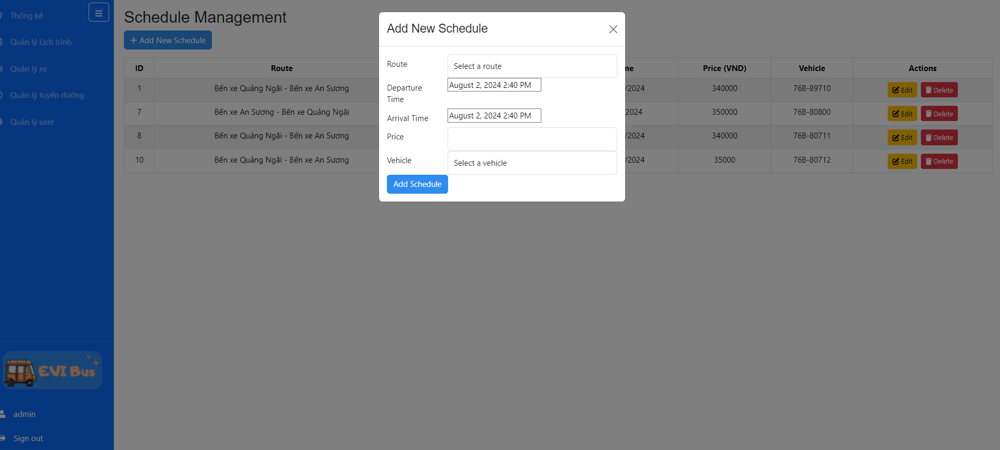 Thống kê
Quản lý Lịch trình
Quản lý xe
Quản lý tuyến đường
Quản lý user
EVI Bus
admin
Sign out
Schedule Management
Add New Schedule
ID Route me Price (VND) Vehicle Actions
1 Bến xe Quảng Ngãi - Bến xe An Sương /2024 340000 76B-89710 Edit Delete
7 Bến xe An Sương - Bến xe Quảng Ngãi 2024 350000 76B-80800 Edit Delete
8 Bến xe Quảng Ngãi - Bến xe An Sương /2024 340000 76B-80711 Edit Delete
10 Bến xe Quảng Ngãi - Bến xe An Sương /2024 35000 76B-80712 Edit Delete
Add New Schedule
Route Select a route
Departure Time August 2, 2024 2:40 PM
Arrival Time August 2, 2024 2:40 PM
Price
Vehicle Select a vehicle
Add Schedule